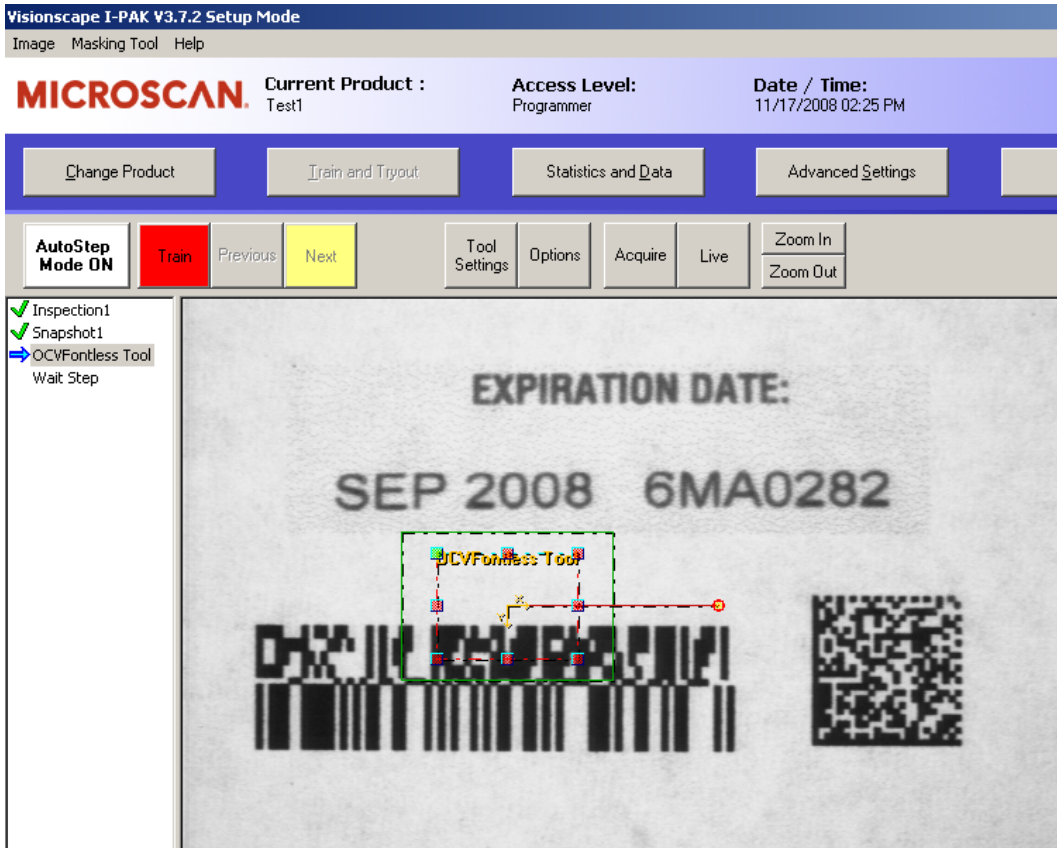 Visionscape I-PAK V3.7.2 Setup Mode
Image Masking Tool Help
MICROSCAN. Current Product : Access Level: Date / Time:
Test1 Programmer 11/17/2008 02:25 PM
Change Product Train and Tryout Statistics and Data Advanced Settings
AutoStep Mode ON Train Previous Next Tool Settings Options Acquire Live Zoom In
Zoom Out
Inspection1
Snapshot1
OCVFontless Tool
Wait Step
EXPIRATION DATE:
SEP 2008 6MA0282
OCVFontless Tool
X
Y